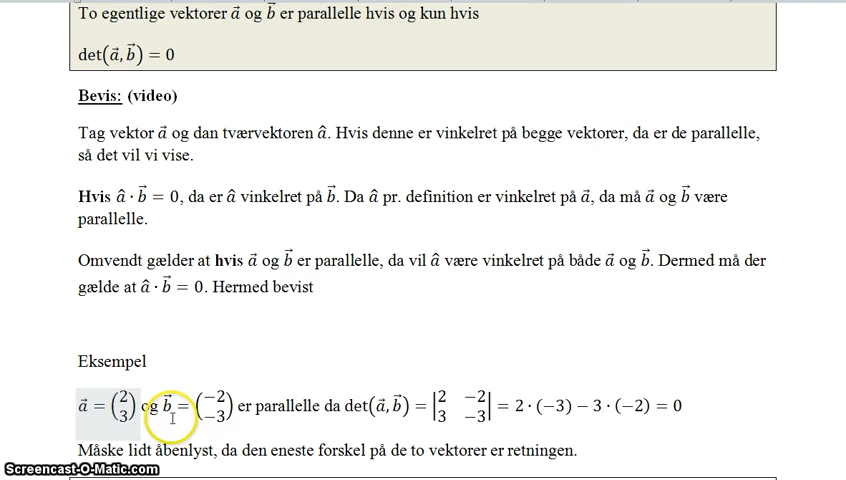 To egentlige vektorer a⃗ og b⃗ er parallelle hvis og kun hvis
det(a⃗, b⃗) = 0
Bevis: (video)
Tag vektor a⃗ og dan tværvektoren â. Hvis denne er vinkelret på begge vektorer, da er de parallelle,
så det vil vi vise.
Hvis â · b⃗ = 0, da er â vinkelret på b⃗. Da â pr. definition er vinkelret på a⃗, da må a⃗ og b⃗ være
parallelle.
Omvendt gælder at hvis a⃗ og b⃗ er parallelle, da vil â være vinkelret på både a⃗ og b⃗. Dermed må der
gælde at â · b⃗ = 0. Hermed bevist
Eksempel
a⃗ = (2 3) og b⃗ = (−2 −3) er parallelle da det(a⃗, b⃗) = |2 −2 3 −3| = 2 · (−3) − 3 · (−2) = 0
Måske lidt åbenlyst, da den eneste forskel på de to vektorer er retningen.
Screencast-O-Matic.com